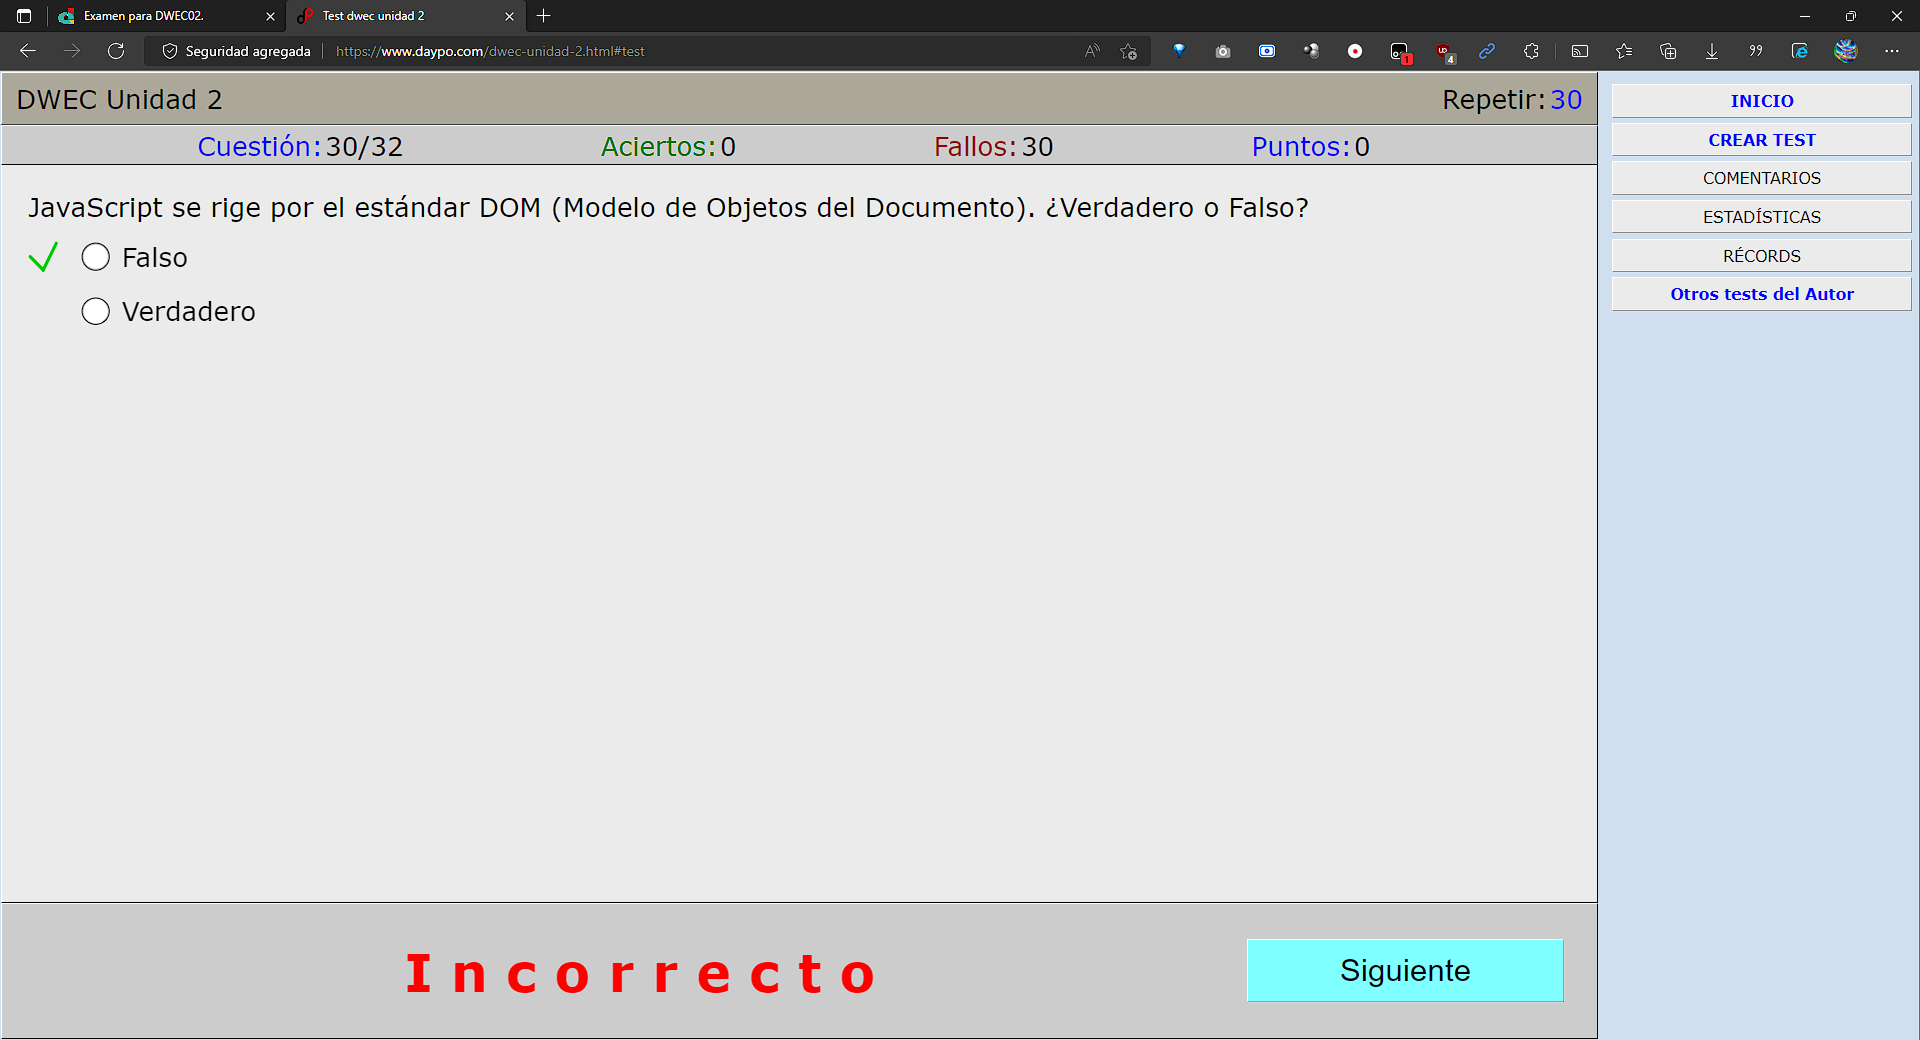 Examen para DWEC02.
Test dwec unidad 2
Seguridad agregada
https://www.daypo.com/dwec-unidad-2.html#test
1
4
DWEC Unidad 2
Repetir: 30
Cuestión: 30/32
Aciertos: 0
Fallos: 30
Puntos: 0
JavaScript se rige por el estándar DOM (Modelo de Objetos del Documento). ¿Verdadero o Falso?
Falso
Verdadero
Incorrecto
Siguiente
INICIO
CREAR TEST
COMENTARIOS
ESTADÍSTICAS
RÉCORDS
Otros tests del Autor